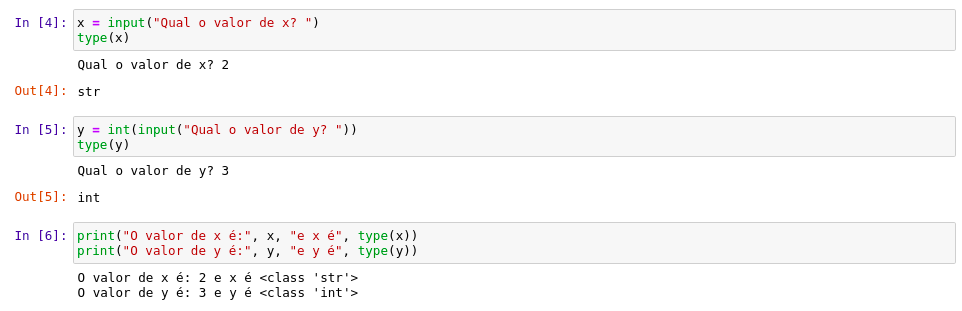 In [4]: x = input("Qual o valor de x? ")
type(x)
Qual o valor de x? 2
Out[4]: str
In [5]: y = int(input("Qual o valor de y? "))
type(y)
Qual o valor de y? 3
Out[5]: int
In [6]: print("O valor de x é:", x, "e x é", type(x))
print("O valor de y é:", y, "e y é", type(y))
O valor de x é: 2 e x é <class 'str'>
O valor de y é: 3 e y é <class 'int'>